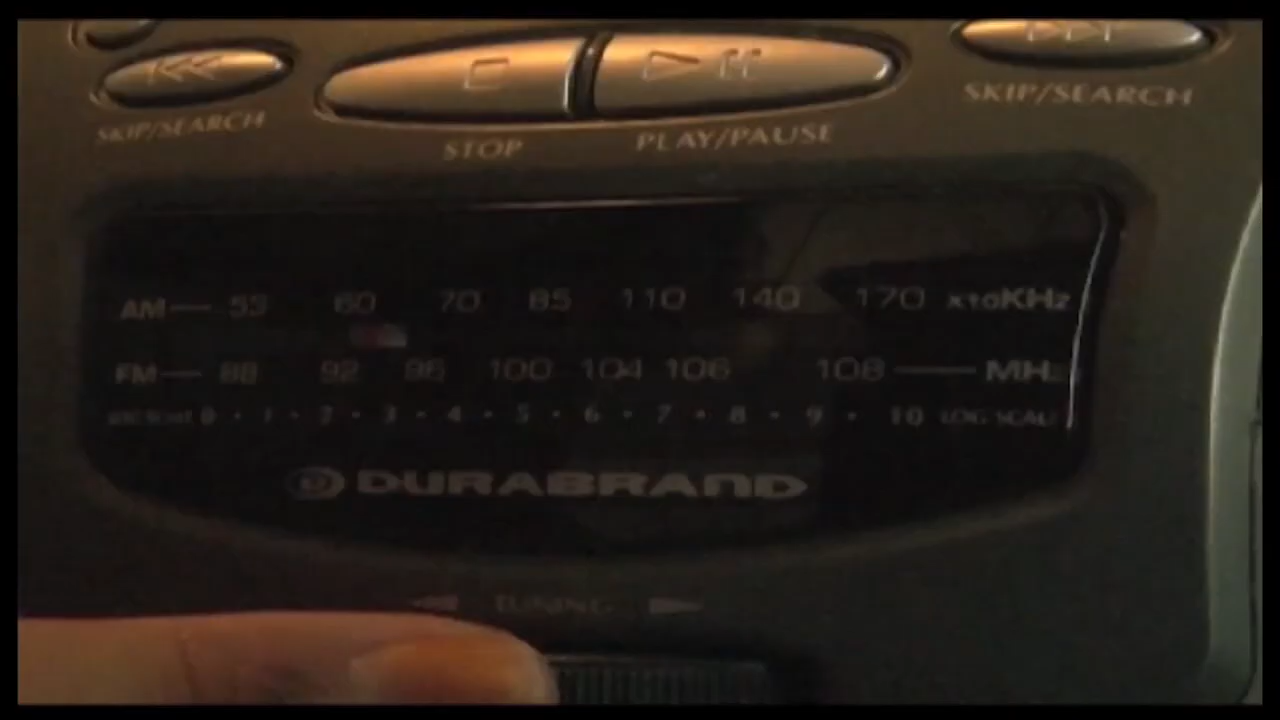 SKIP/SEARCH
STOP
PLAY/PAUSE
SKIP/SEARCH
AM 53 60 70 85 110 140 170 x10KHz
FM 88 92 96 100 104 106 108 MHz
0 1 2 3 4 5 6 7 8 9 10 LOG SCALE
DURABRAND
TUNING